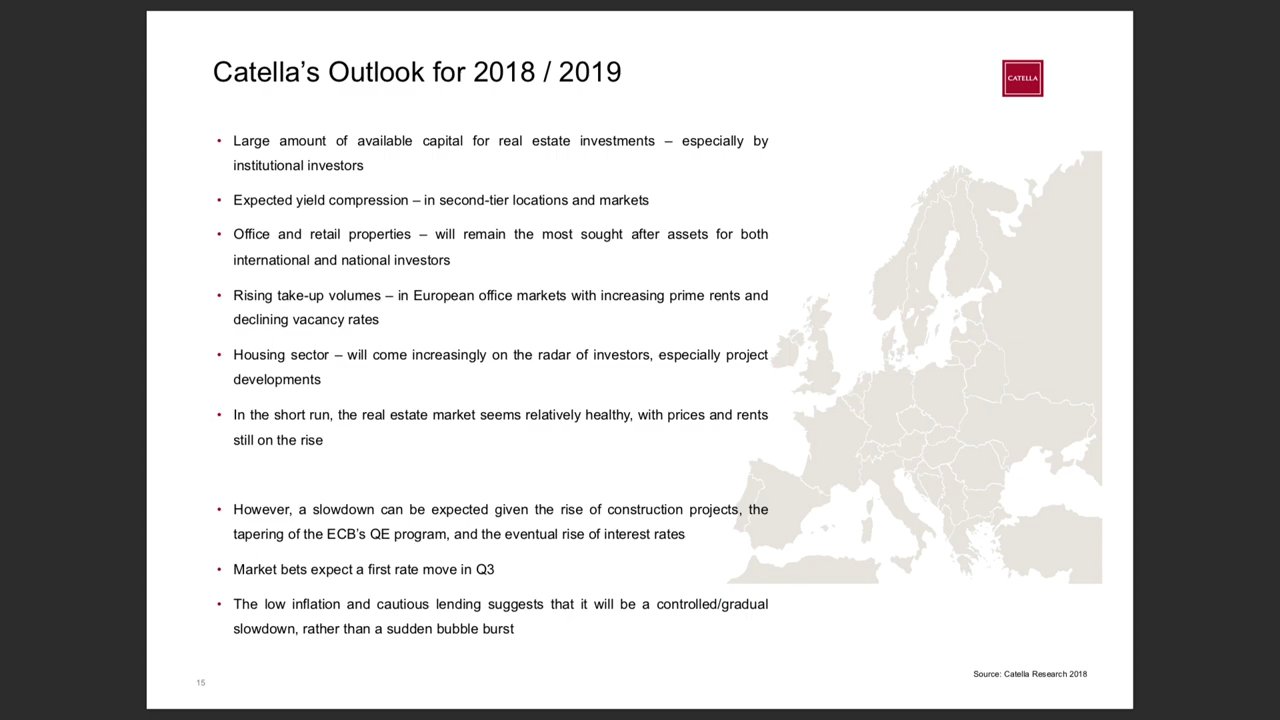 Catella’s Outlook for 2018 / 2019
CATELLA
• Large amount of available capital for real estate investments – especially by
institutional investors
• Expected yield compression – in second-tier locations and markets
• Office and retail properties – will remain the most sought after assets for both
international and national investors
• Rising take-up volumes – in European office markets with increasing prime rents and
declining vacancy rates
• Housing sector – will come increasingly on the radar of investors, especially project
developments
• In the short run, the real estate market seems relatively healthy, with prices and rents
still on the rise
• However, a slowdown can be expected given the rise of construction projects, the
tapering of the ECB’s QE program, and the eventual rise of interest rates
• Market bets expect a first rate move in Q3
• The low inflation and cautious lending suggests that it will be a controlled/gradual
slowdown, rather than a sudden bubble burst
Source: Catella Research 2018
15